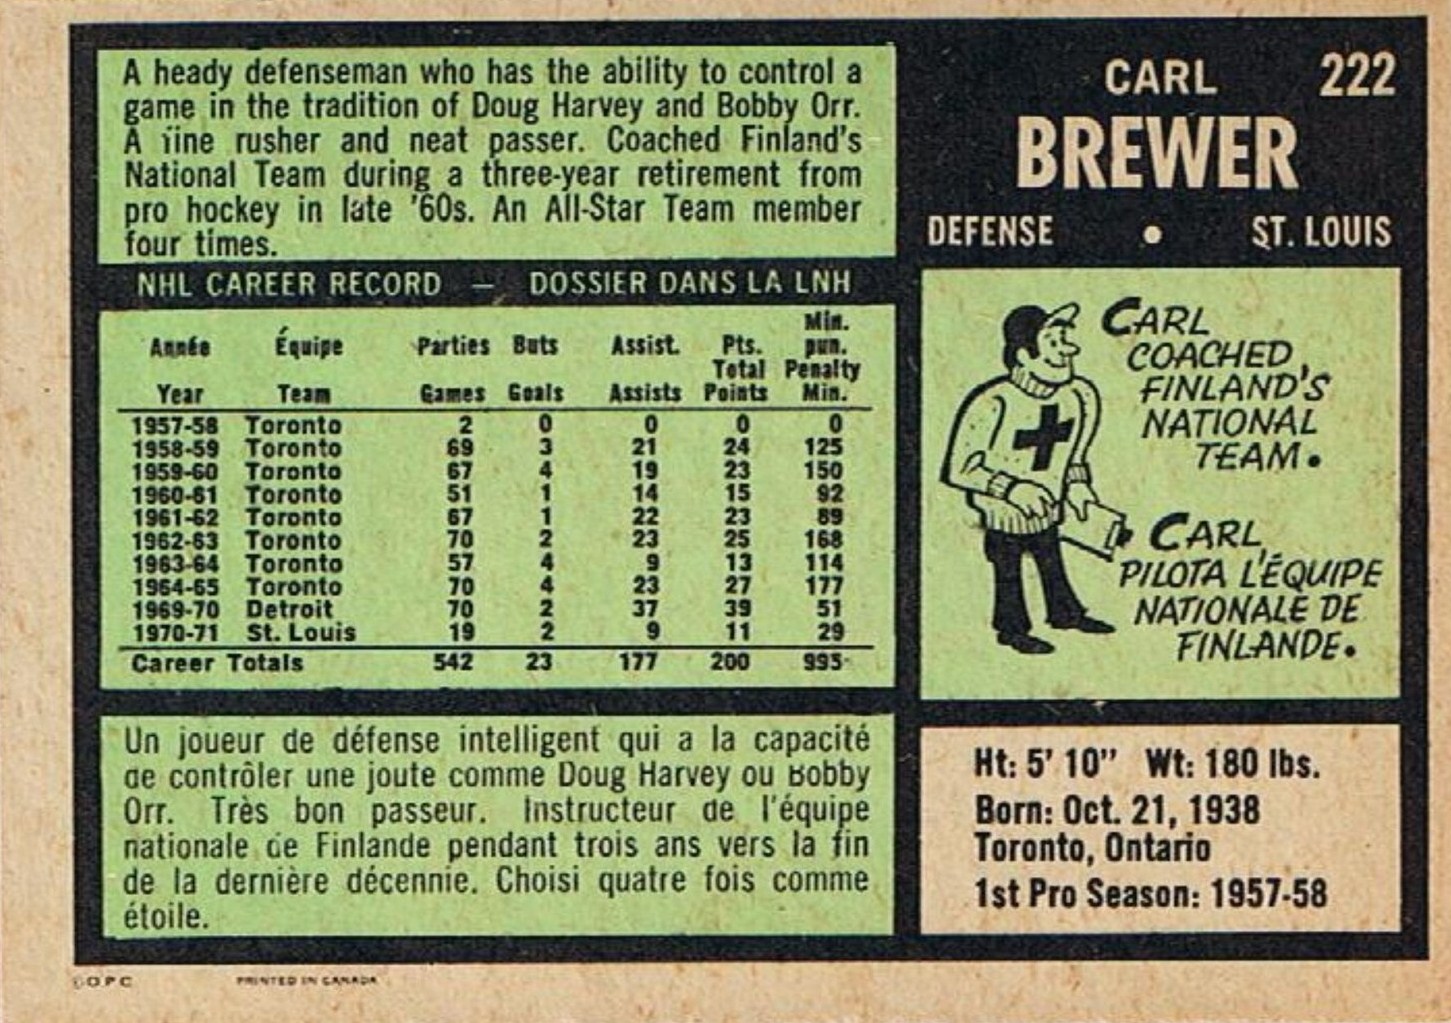 A heady defenseman who has the ability to control a
game in the tradition of Doug Harvey and Bobby Orr.
A fine rusher and neat passer. Coached Finland's
National Team during a three-year retirement from
pro hockey in late '60s. An All-Star Team member
four times.
CARL 222
BREWER
DEFENSE • ST. LOUIS
NHL CAREER RECORD — DOSSIER DANS LA LNH
Année Équipe Parties Buts Assist. Pts. Min. pun.
Year Team Games Goals Assists Total Points Penalty Min.
1957-58 Toronto 2 0 0 0 0
1958-59 Toronto 69 3 21 24 125
1959-60 Toronto 67 4 19 23 150
1960-61 Toronto 51 1 14 15 92
1961-62 Toronto 67 1 22 23 89
1962-63 Toronto 70 2 23 25 168
1963-64 Toronto 57 4 9 13 114
1964-65 Toronto 70 4 23 27 177
1969-70 Detroit 70 2 37 39 51
1970-71 St. Louis 19 2 9 11 29
Career Totals 542 23 177 200 995
CARL
COACHED
FINLAND'S
NATIONAL
TEAM.
CARL
PILOTA L'ÉQUIPE
NATIONALE DE
FINLANDE.
Un joueur de défense intelligent qui a la capacité
de contrôler une joute comme Doug Harvey ou Bobby
Orr. Très bon passeur. Instructeur de l'équipe
nationale de Finlande pendant trois ans vers la fin
de la dernière décennie. Choisi quatre fois comme
étoile.
Ht: 5' 10" Wt: 180 lbs.
Born: Oct. 21, 1938
Toronto, Ontario
1st Pro Season: 1957-58
©OPC PRINTED IN CANADA